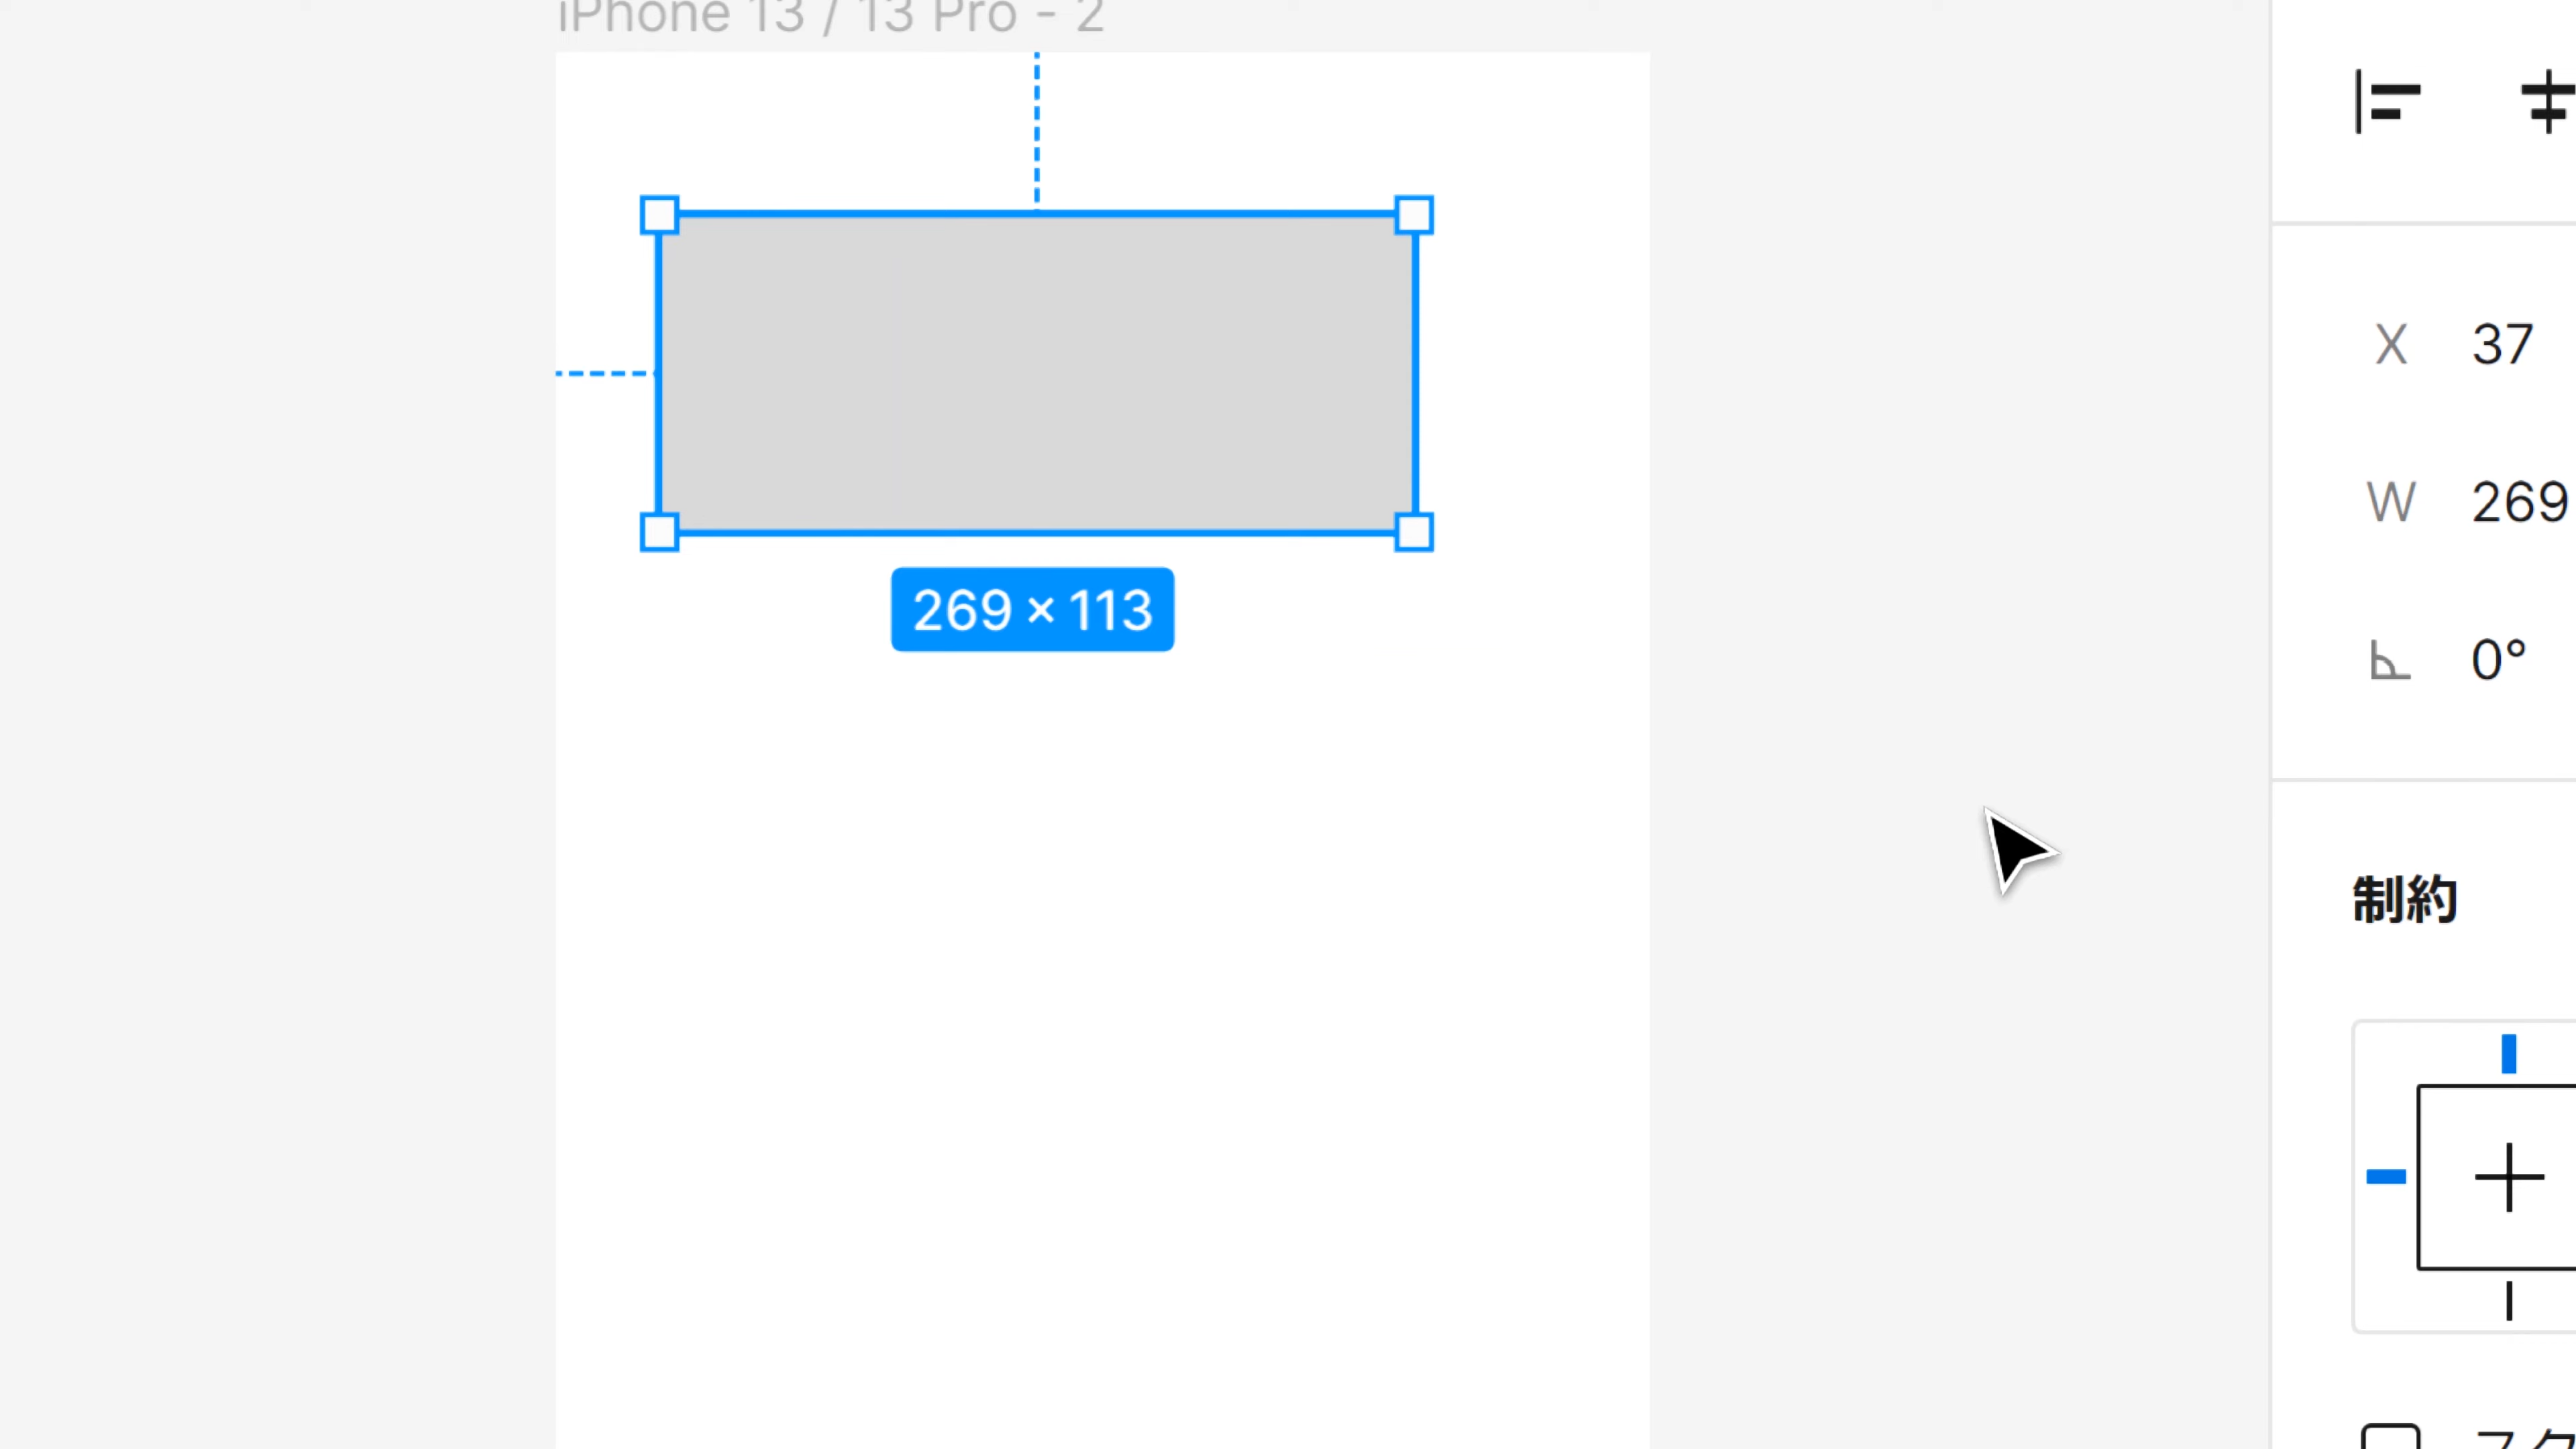 iPhone 13 / 13 Pro - 2
X 37
W 269
0°
269 × 113
制約